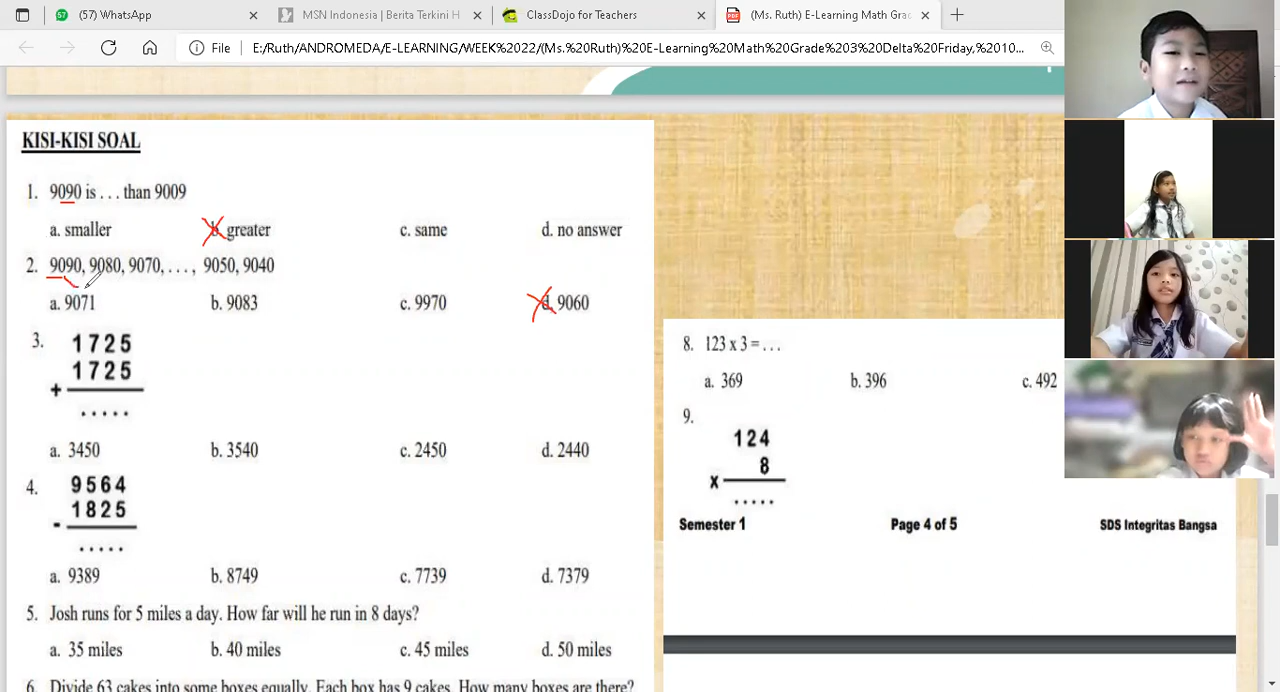 (57) WhatsApp
MSN Indonesia | Berita Terkini H
ClassDojo for Teachers
(Ms. Ruth) E-Learning Math Gra
File
E:/Ruth/ANDROMEDA/E-LEARNING/WEEK%2022/(Ms.%20Ruth)%20E-Learning%20Math%20Grade%203%20Delta%20Friday,%2010...
KISI-KISI SOAL
1. 9090 is . . . than 9009
a. smaller b. greater c. same d. no answer
2. 9090, 9080, 9070, . . . , 9050, 9040
a. 9071 b. 9083 c. 9970 d. 9060
3. 1725
1725
+
.....
a. 3450 b. 3540 c. 2450 d. 2440
4. 9564
1825
-
.....
a. 9389 b. 8749 c. 7739 d. 7379
5. Josh runs for 5 miles a day. How far will he run in 8 days?
a. 35 miles b. 40 miles c. 45 miles d. 50 miles
6. Divide 63 cakes into some boxes equally. Each box has 9 cakes. How many boxes are there?
8. 123 x 3 = . . .
a. 369 b. 396 c. 492
9.
124
8
x
.....
Semester 1 Page 4 of 5 SDS Integritas Bangsa